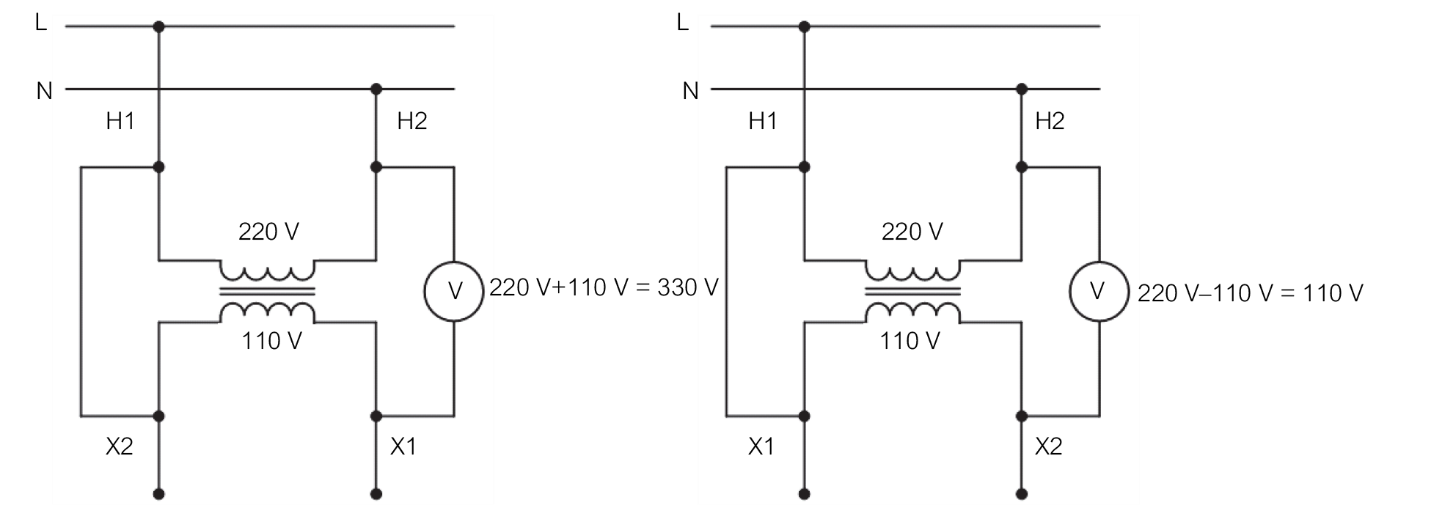 L
N
H1
H2
220 V
V
220 V+110 V = 330 V
110 V
X2
X1
L
N
H1
H2
220 V
V
220 V–110 V = 110 V
110 V
X1
X2